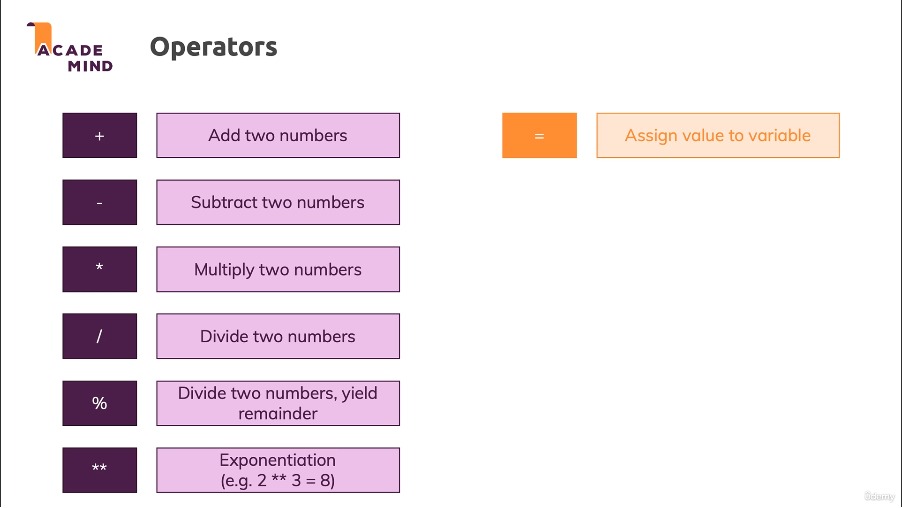 ACADE
MIND
Operators
+
Add two numbers
=
Assign value to variable
-
Subtract two numbers
*
Multiply two numbers
/
Divide two numbers
%
Divide two numbers, yield
remainder
**
Exponentiation
(e.g. 2 ** 3 = 8)
ûdemy